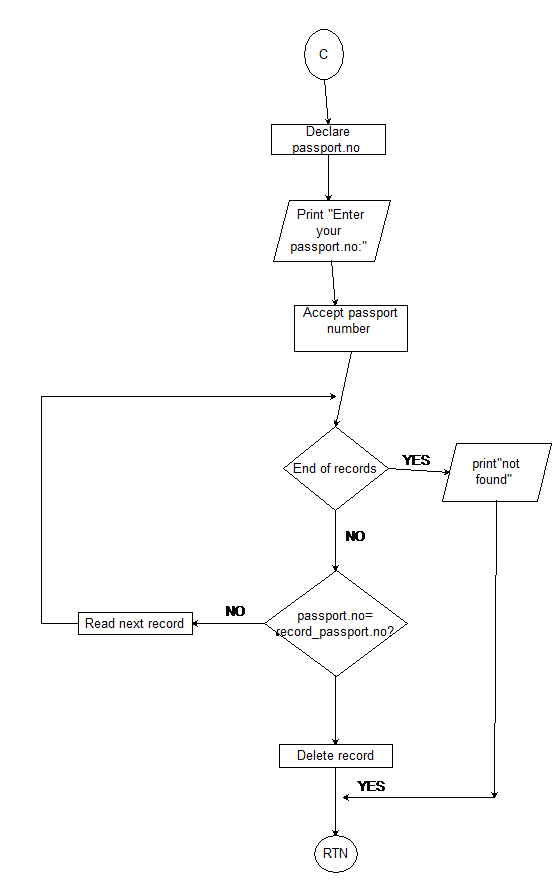 C
Declare
passport.no
Print "Enter
your
passport.no:"
Accept passport
number
End of records
YES
print"not
found"
NO
passport.no=
record_passport.no?
NO
Read next record
Delete record
YES
RTN